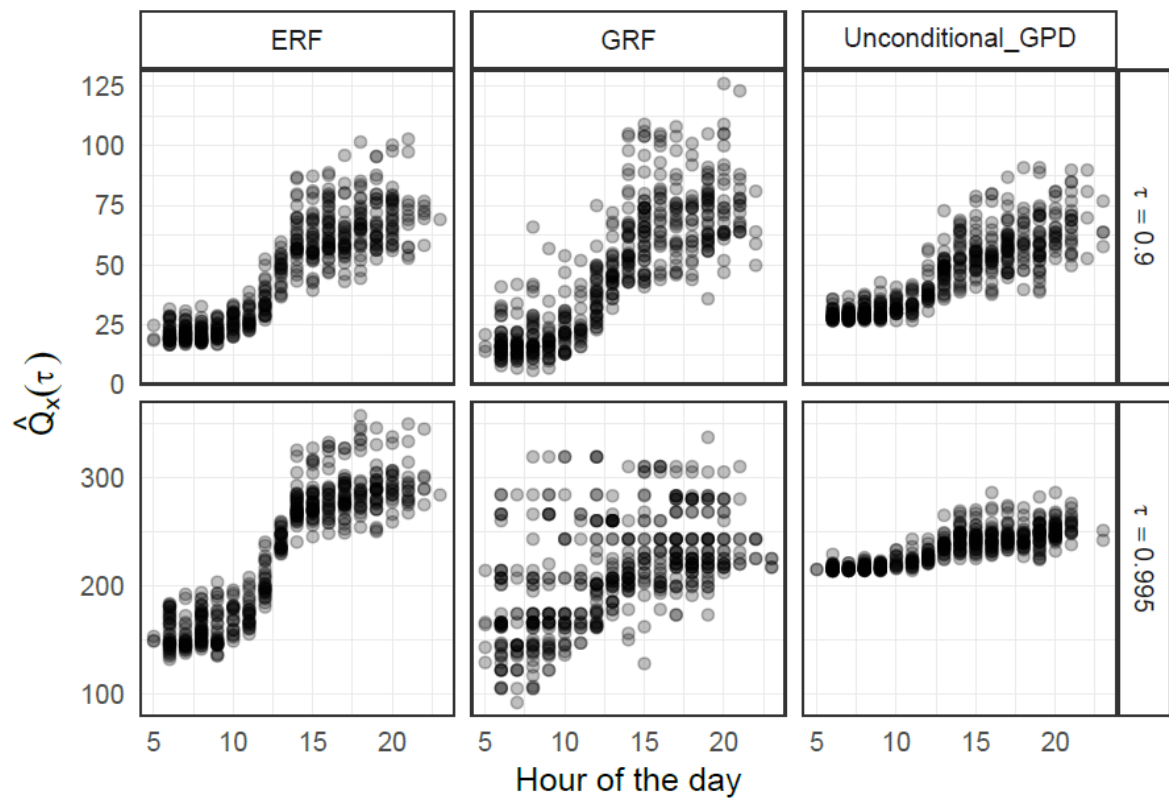 ERF GRF Unconditional_GPD
125
100
75
50
25
0
τ = 0.9
Q̂ₓ(τ)
300
200
100
τ = 0.995
5 10 15 20 5 10 15 20 5 10 15 20
Hour of the day